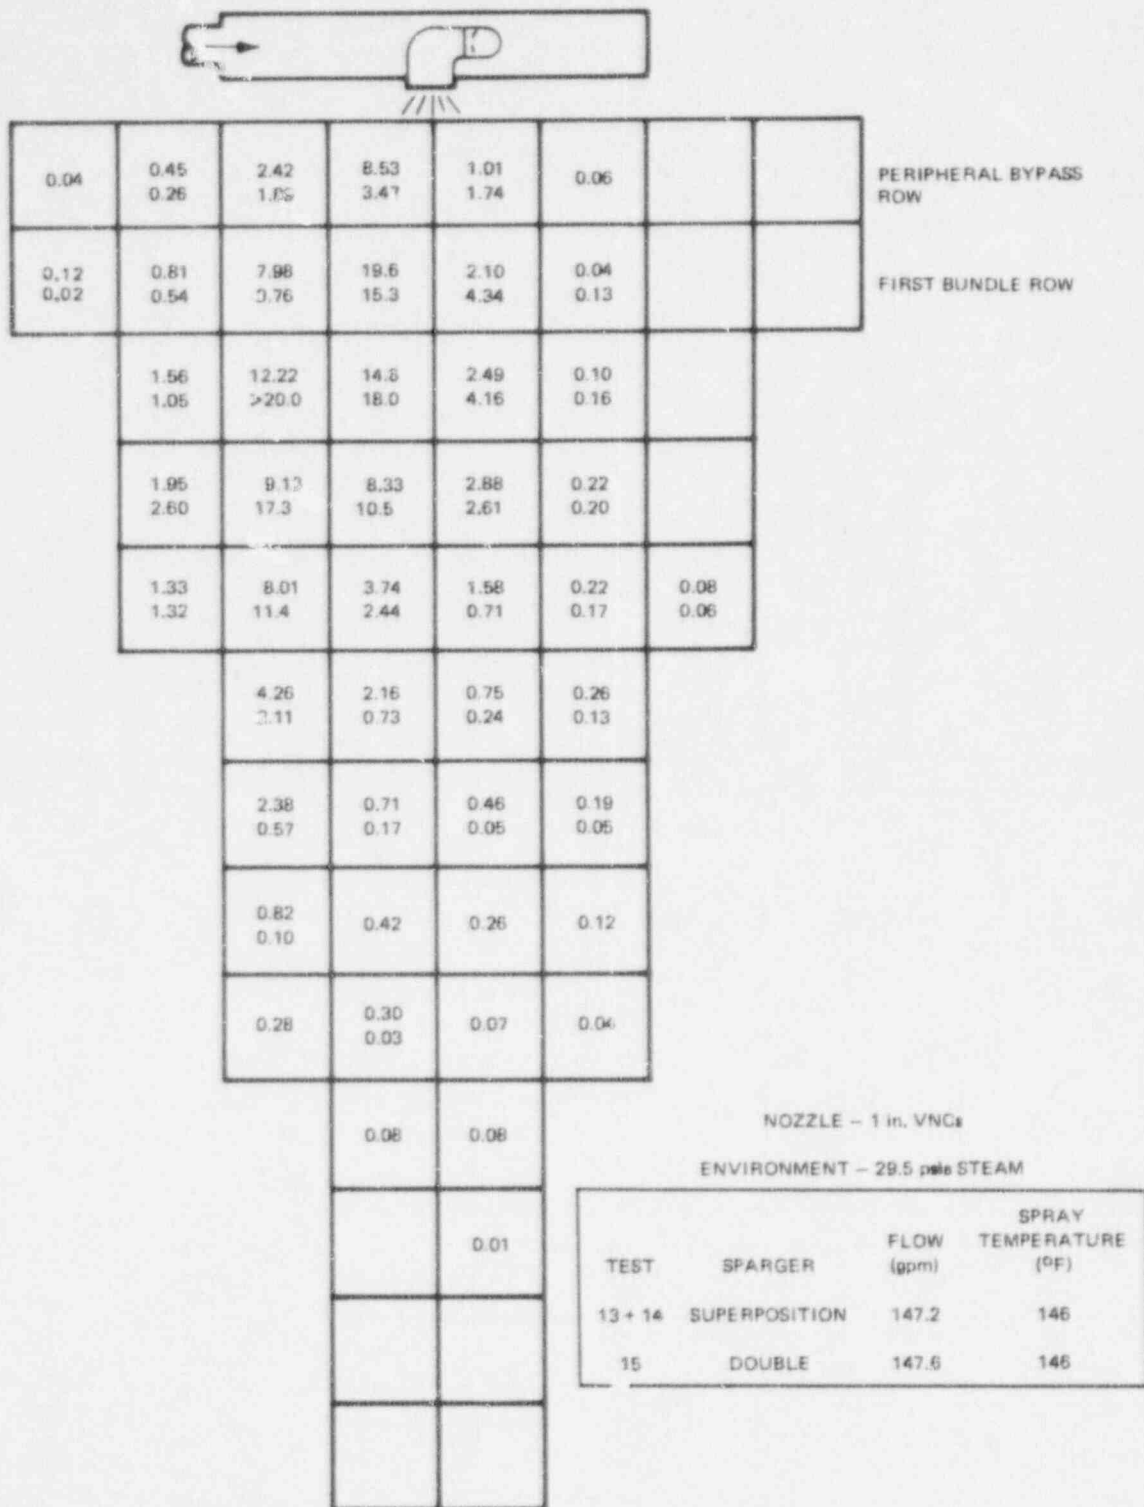 0.04 0.45 2.42 8.53 1.01 0.06 PERIPHERAL BYPASS
0.26 3.47 1.74 ROW
0.12 0.81 7.98 19.6 2.10 0.04 FIRST BUNDLE ROW
0.02 0.54 15.3 4.34 0.13
1.56 12.22 14.8 2.49 0.10
1.05 >20.0 18.0 4.16 0.16
1.95 8.33 2.88 0.22
2.60 17.3 10.5 2.61 0.20
1.33 8.01 3.74 1.58 0.22 0.08
1.32 11.4 2.44 0.71 0.17 0.06
4.26 2.16 0.75 0.26
0.73 0.24 0.13
2.38 0.71 0.46 0.19
0.57 0.17 0.05 0.05
0.82 0.42 0.26 0.12
0.10
0.28 0.30 0.07 0.04
0.03
0.08 0.08
0.01
NOZZLE – 1 in. VNCs
ENVIRONMENT – 29.5 psia STEAM
TEST SPARGER FLOW (gpm) SPRAY TEMPERATURE (ºF)
13 + 14 SUPERPOSITION 147.2 146
15 DOUBLE 147.6 146